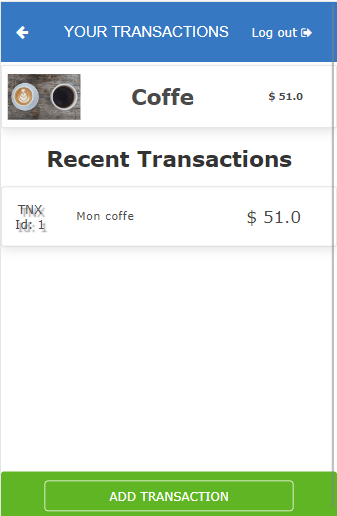 YOUR TRANSACTIONS Log out
Coffe $ 51.0
Recent Transactions
TNX
Id: 1
Mon coffe
$ 51.0
ADD TRANSACTION